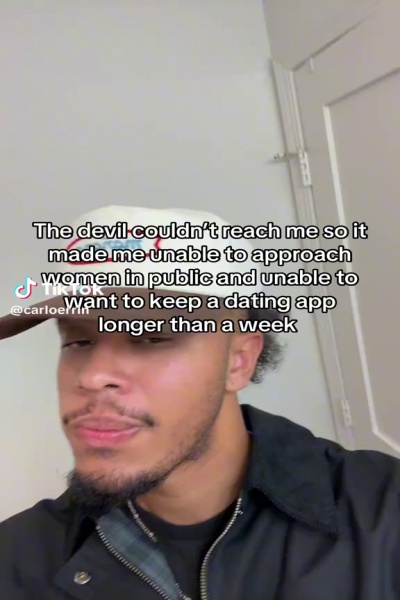 The devil couldn't reach me so it
made me unable to approach
women in public and unable to
want to keep a dating app
longer than a week
TikTok
@carloerrin